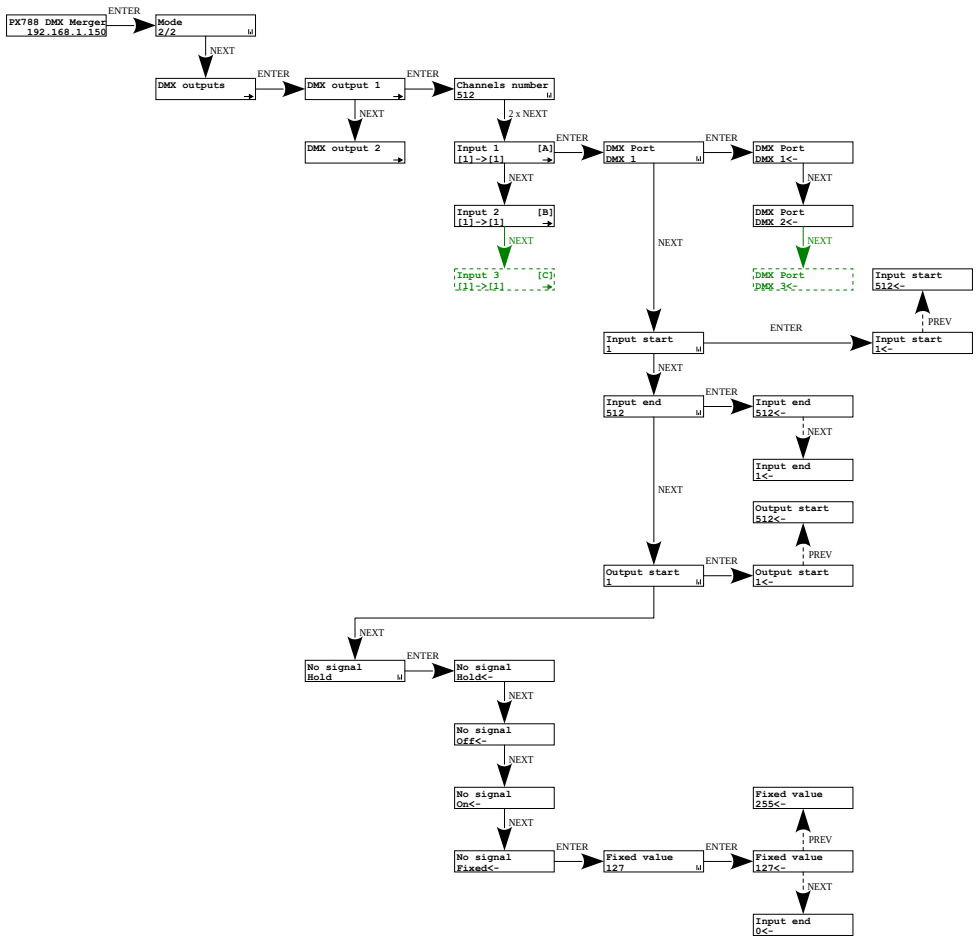 ENTER
PX788 DMX Merger
192.168.1.150
Mode
2/2
NEXT
ENTER
ENTER
DMX outputs
DMX output 1
Channels number
512
NEXT
2 x NEXT
ENTER
ENTER
DMX output 2
Input 1 [A]
[1]->[1]
DMX Port
DMX 1
DMX Port
DMX 1<-
NEXT
NEXT
Input 2 [B]
[1]->[1]
DMX Port
DMX 2<-
NEXT
NEXT
NEXT
Input 3 [C]
[1]->[1]
DMX Port
DMX 3<-
Input start
512<-
PREV
ENTER
Input start
1
Input start
1<-
NEXT
ENTER
Input end
512
Input end
512<-
NEXT
Input end
1<-
NEXT
Output start
512<-
PREV
ENTER
Output start
1
Output start
1<-
NEXT
ENTER
No signal
Hold
No signal
Hold<-
NEXT
No signal
Off<-
NEXT
No signal
On<-
Fixed value
255<-
NEXT
PREV
ENTER
ENTER
No signal
Fixed<-
Fixed value
127
Fixed value
127<-
NEXT
Input end
0<-